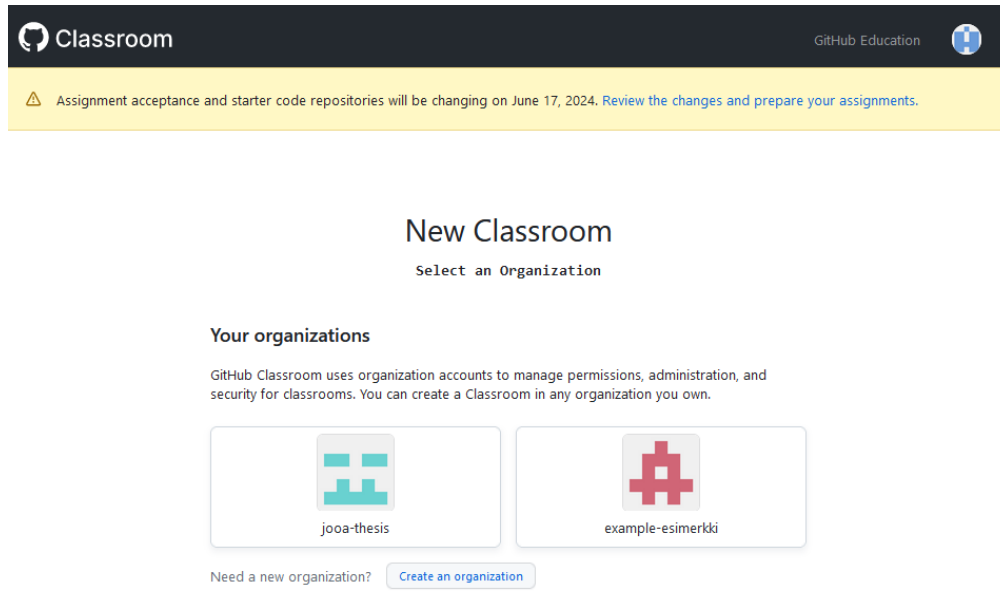 Classroom
GitHub Education
Assignment acceptance and starter code repositories will be changing on June 17, 2024. Review the changes and prepare your assignments.
New Classroom
Select an Organization
Your organizations
GitHub Classroom uses organization accounts to manage permissions, administration, and
security for classrooms. You can create a Classroom in any organization you own.
jooa-thesis
example-esimerkki
Need a new organization?
Create an organization